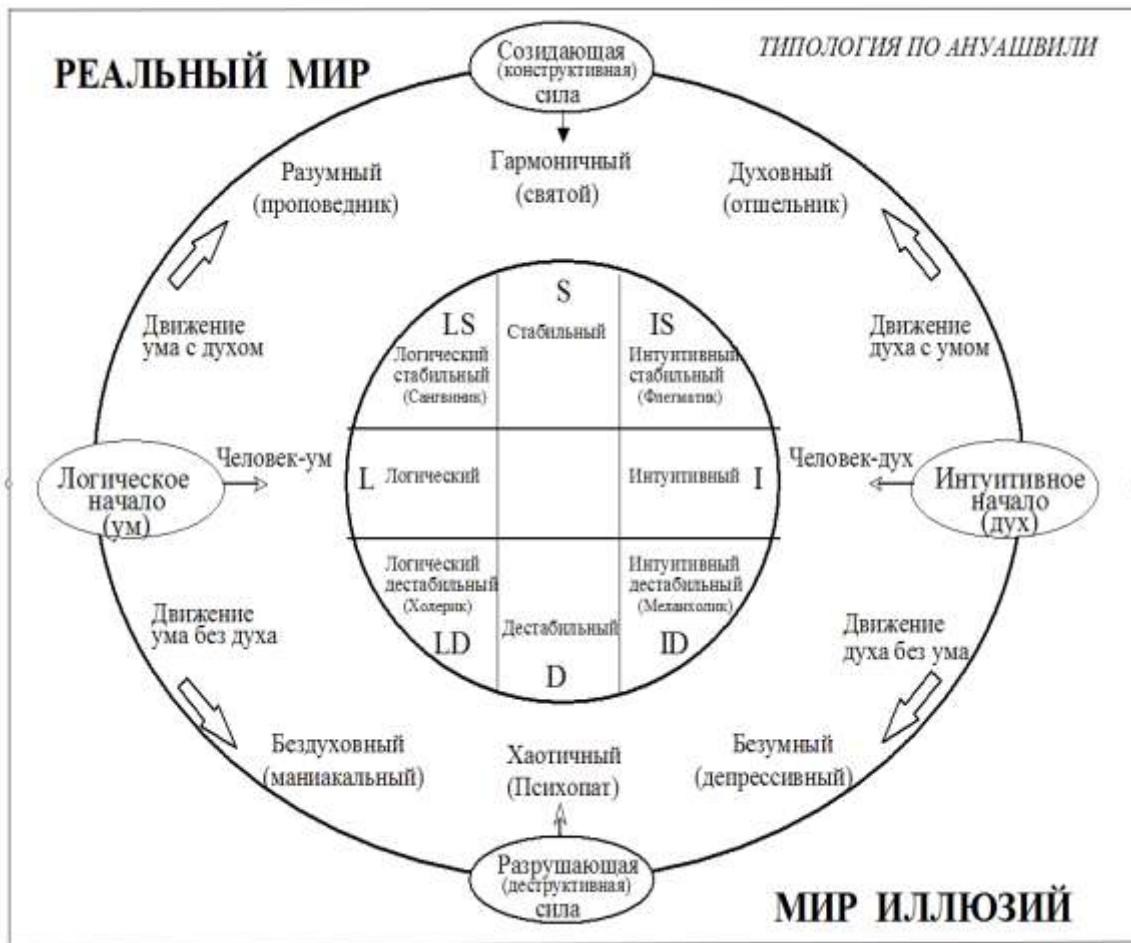 Созидающая
(конструктивная)
сила
ТИПОЛОГИЯ ПО АНУАШВИЛИ
РЕАЛЬНЫЙ МИР
Гармоничный
(святой)
Разумный
(проповедник)
Духовный
(отшельник)
Движение
ума с духом
Движение
духа с умом
S
Стабильный
LS
Логический
стабильный
(Сангвиник)
IS
Интуитивный
стабильный
(Флегматик)
Человек-ум
Человек-дух
Логическое
начало
(ум)
L Логический
Интуитивный I
Интуитивное
начало
(дух)
Логический
дестабильный
(Холерик)
LD
Дестабильный
D
Интуитивный
дестабильный
(Меланхолик)
ID
Движение
ума без духа
Движение
духа без ума
Бездуховный
(маниакальный)
Хаотичный
(Психопат)
Безумный
(депрессивный)
Разрушающая
(деструктивная)
сила
МИР ИЛЛЮЗИЙ